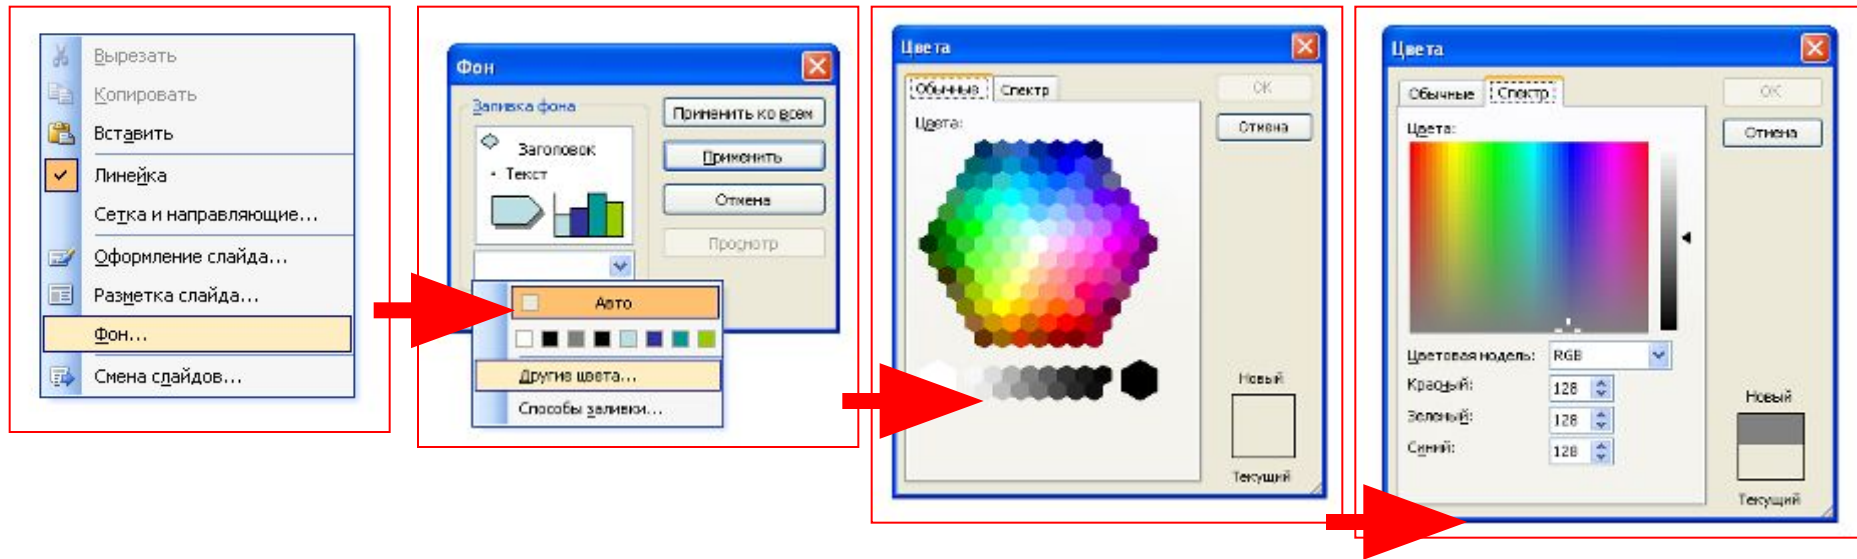 Вырезать
Копировать
Вставить
Линейка
Сетка и направляющие...
Оформление слайда...
Разметка слайда...
Фон...
Смена слайдов...
Фон
Заливка фона
Заголовок
• Текст
Применить ко всем
Применить
Отмена
Просмотр
Авто
Другие цвета...
Способы заливки...
Цвета
Обычные Спектр
ОК
Отмена
Цвета:
Новый
Текущий
Цвета
Обычные Спектр
ОК
Отмена
Цвета:
Цветовая модель: RGB
Красный: 128
Зеленый: 128
Синий: 128
Новый
Текущий